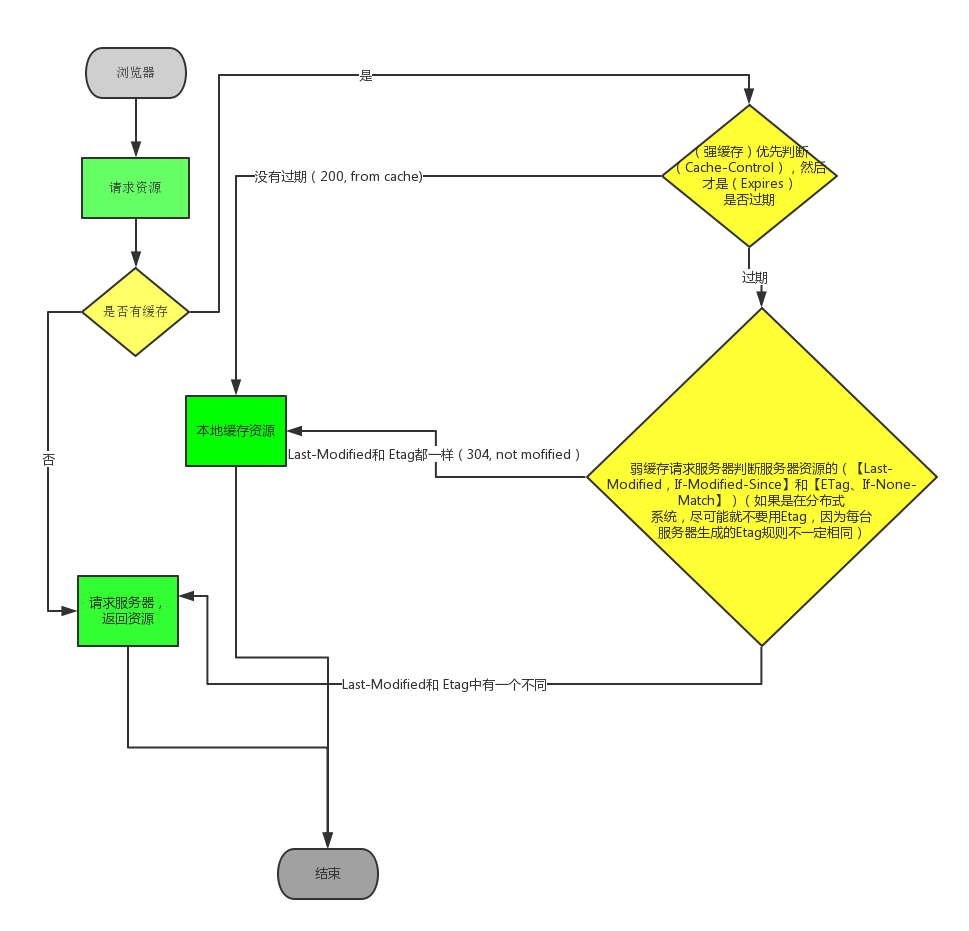 浏览器
是
（强缓存）优先判断
（Cache-Control），然后
才是（Expires）
是否过期
请求资源
没有过期（200, from cache)
过期
是否有缓存
本地缓存资源
Last-Modified和 Etag都一样（304, not mofified ）
否
弱缓存请求服务器判断服务器资源的（【Last-
Modified，If-Modified-Since】和【ETag、If-None-
Match】）（如果是在分布式
系统，尽可能就不要用Etag，因为每台
服务器生成的Etag规则不一定相同）
请求服务器，
返回资源
Last-Modified和 Etag中有一个不同
结束